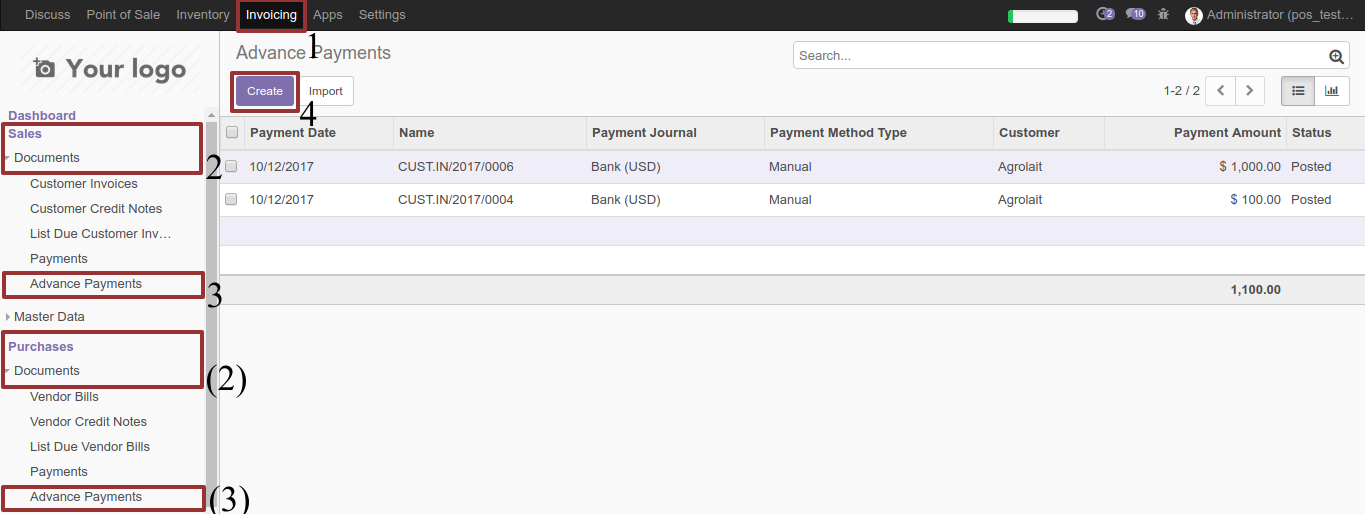 Discuss Point of Sale Inventory Invoicing Apps Settings 2 10 Administrator (pos_test...
1
Your logo
Advance Payments
Search...
Create Import
4
1-2 / 2
Dashboard
Sales
Documents
2
Customer Invoices
Customer Credit Notes
List Due Customer Inv...
Payments
Advance Payments
3
Master Data
Purchases
Documents
(2)
Vendor Bills
Vendor Credit Notes
List Due Vendor Bills
Payments
Advance Payments
(3)
Payment Date Name Payment Journal Payment Method Type Customer Payment Amount Status
10/12/2017 CUST.IN/2017/0006 Bank (USD) Manual Agrolait $ 1,000.00 Posted
10/12/2017 CUST.IN/2017/0004 Bank (USD) Manual Agrolait $ 100.00 Posted
1,100.00